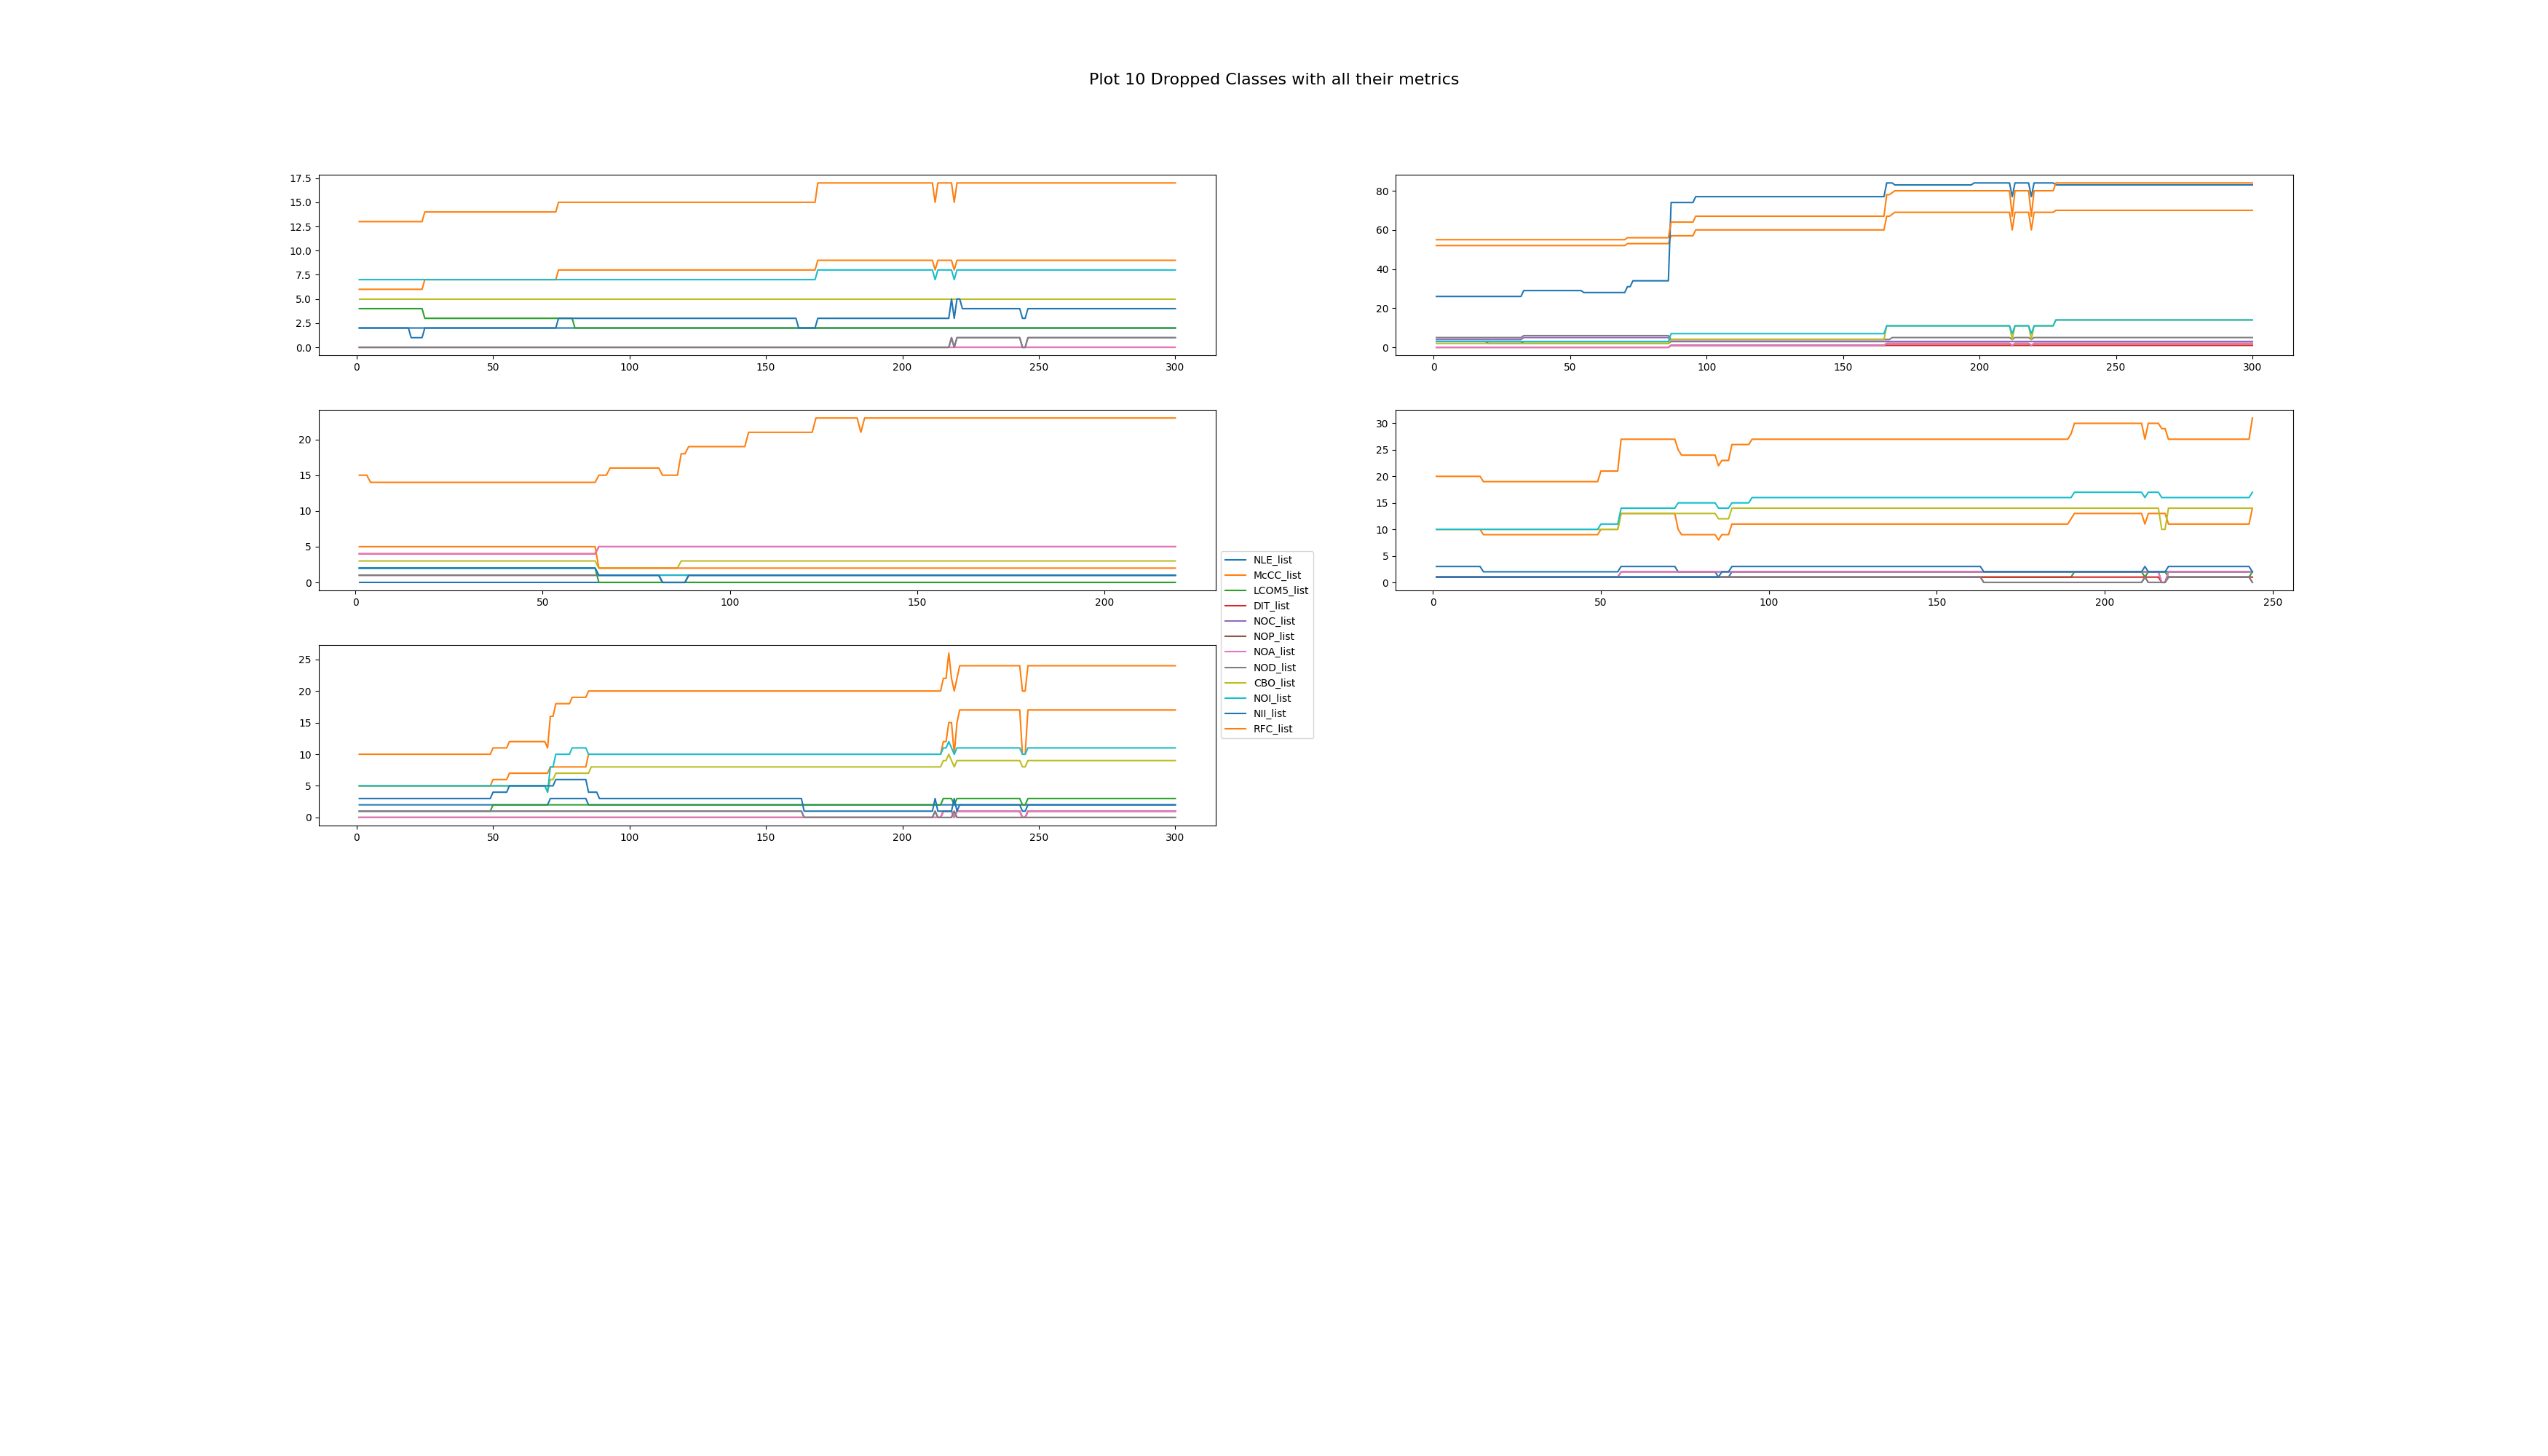 Plot 10 Dropped Classes with all their metrics
17.5
15.0
12.5
10.0
7.5
5.0
2.5
0.0
0 50 100 150 200 250 300
80
60
40
20
0
0 50 100 150 200 250 300
20
15
10
5
0
0 50 100 150 200
30
25
20
15
10
5
0
0 50 100 150 200 250
NLE_list
McCC_list
LCOM5_list
DIT_list
NOC_list
NOP_list
NOA_list
NOD_list
CBO_list
NOI_list
NII_list
RFC_list
25
20
15
10
5
0
0 50 100 150 200 250 300